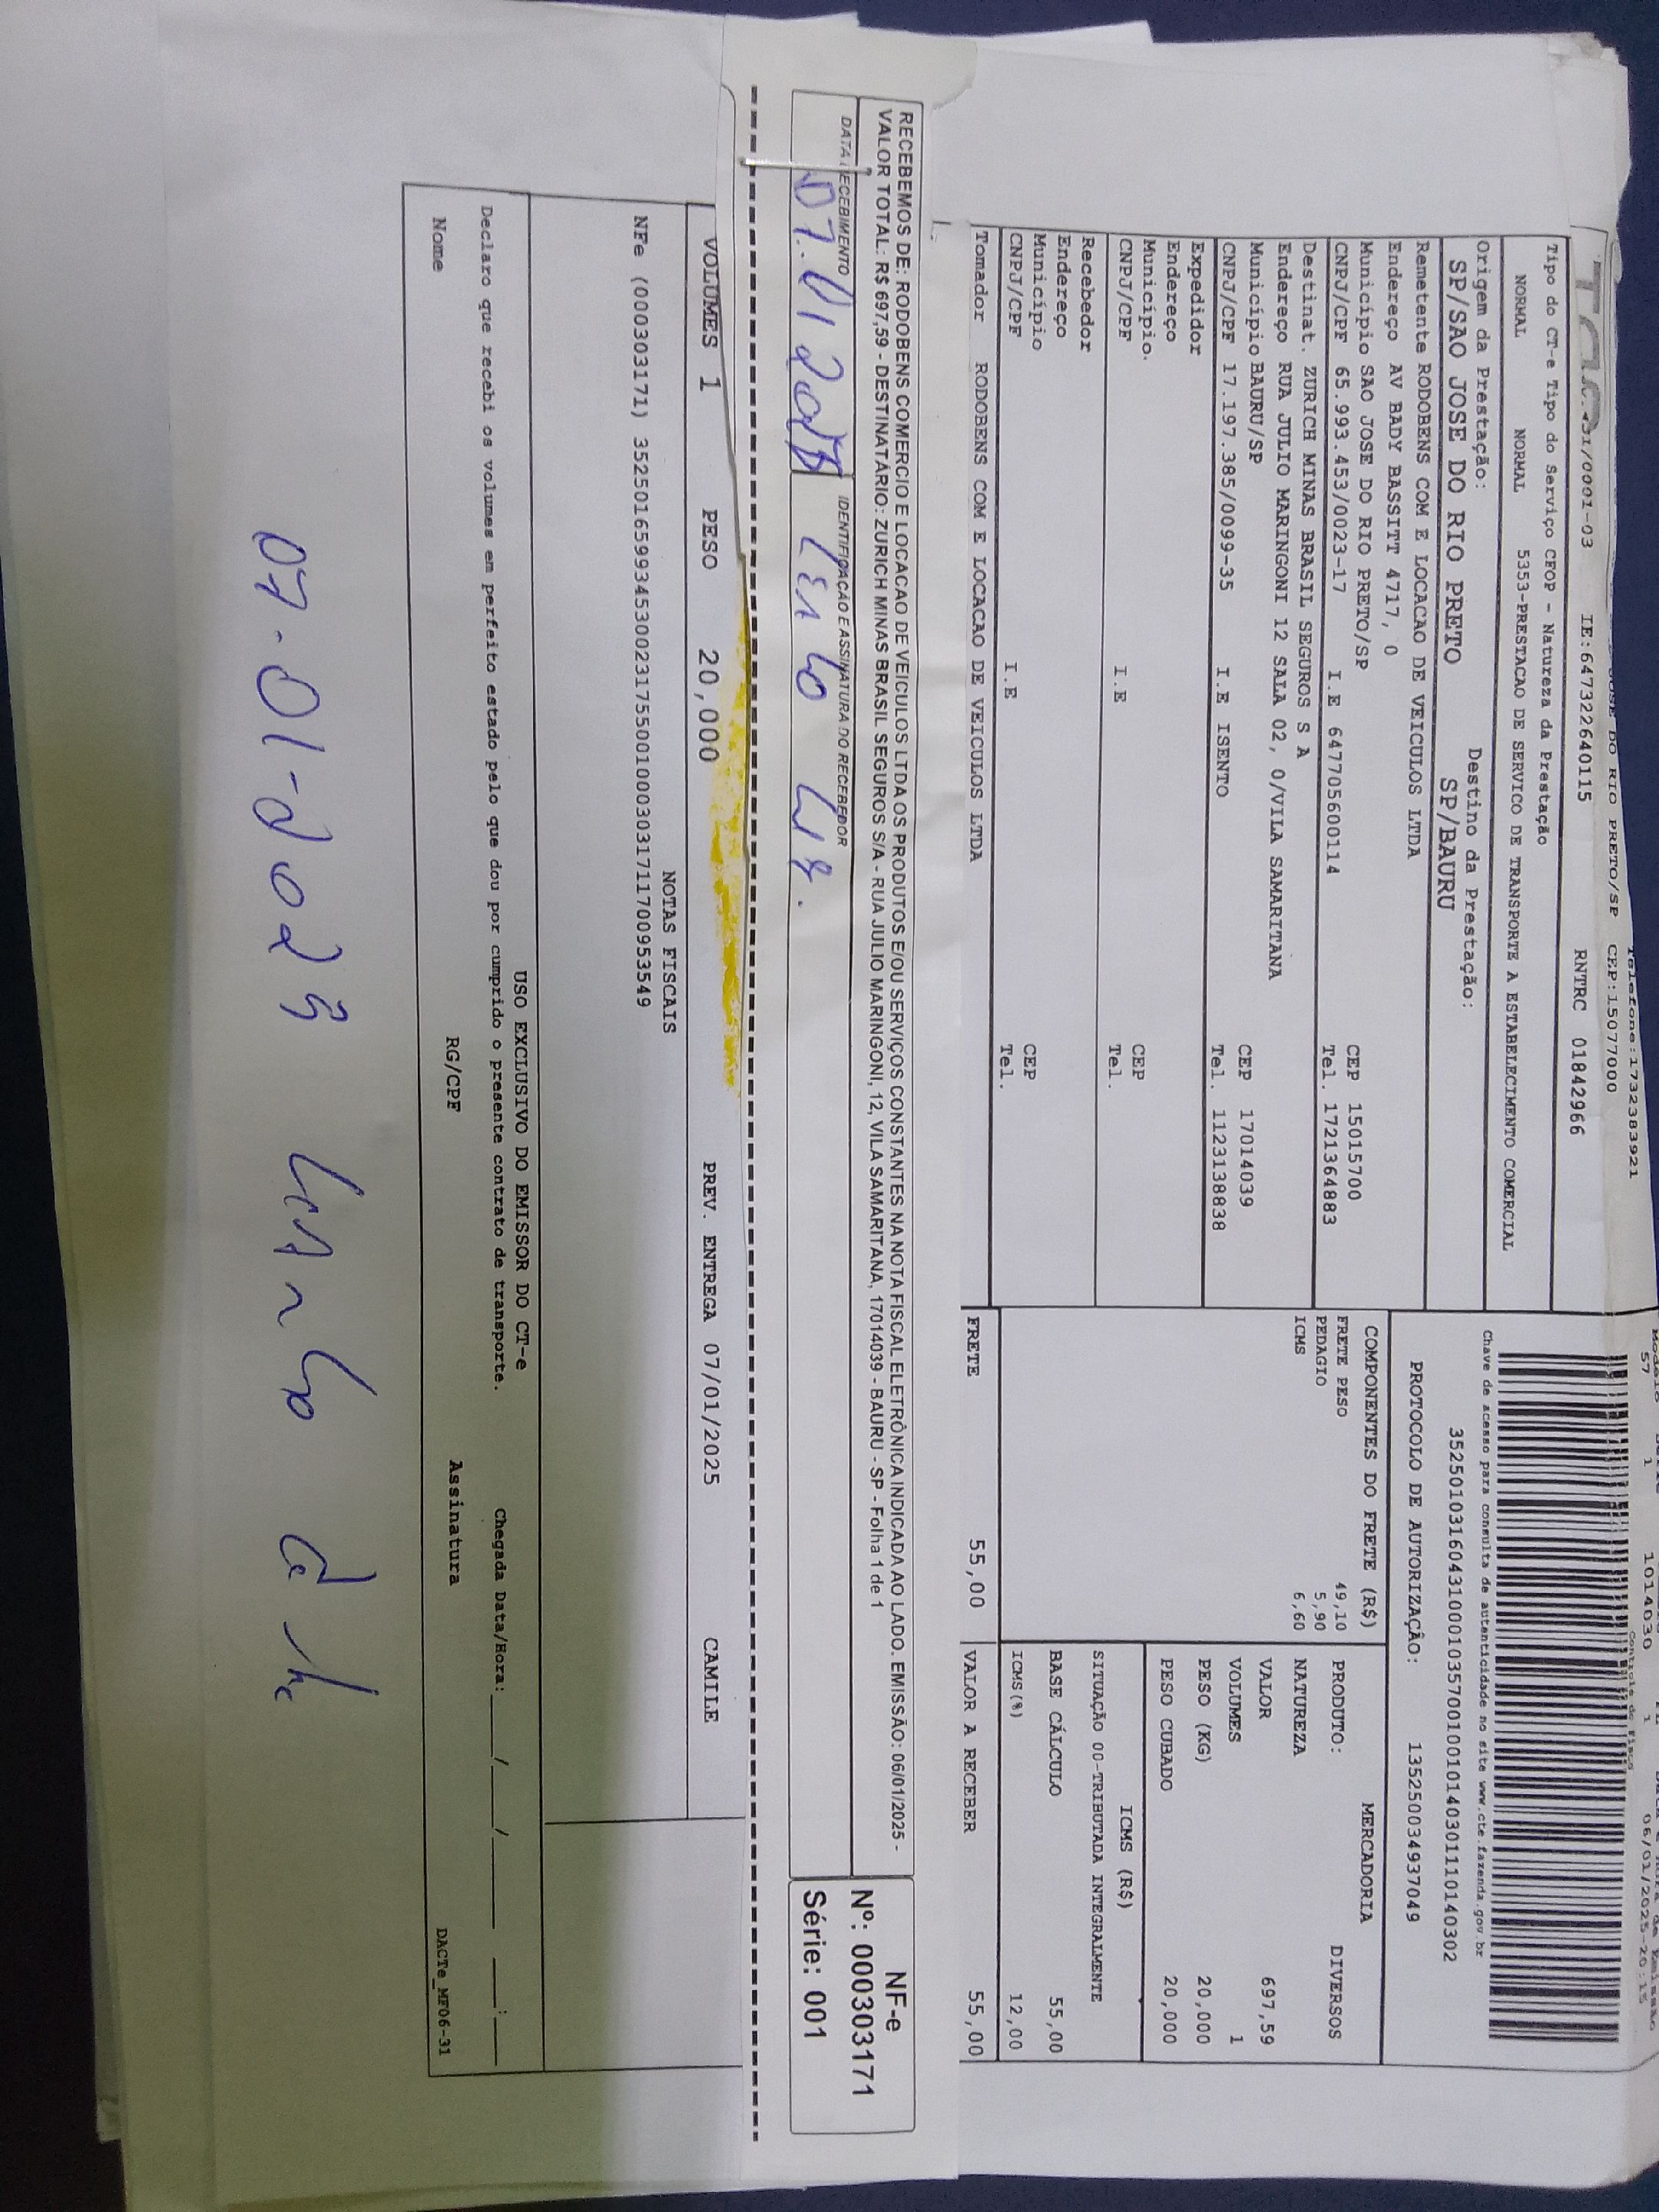 DO RIO PRETO/SP CEP:15077000
Telefone:1732383921
0001-03 IE:647322640115 RNTRC 01842966
Tipo do CT-e Tipo do Serviço CFOP - Natureza da Prestação
NORMAL NORMAL 5353-PRESTACAO DE SERVICO DE TRANSPORTE A ESTABELECIMENTO COMERCIAL
Origem da Prestação: Destino da Prestação:
SP/SAO JOSE DO RIO PRETO SP/BAURU
Remetente RODOBENS COM E LOCACAO DE VEICULOS LTDA
Endereço AV BADY BASSITT 4717, 0
Município SAO JOSE DO RIO PRETO/SP CEP 15015700
CNPJ/CPF 65.993.453/0023-17 I.E 647705600114 Tel. 1721364883
Destinat. ZURICH MINAS BRASIL SEGUROS S A
Endereço RUA JULIO MARINGONI 12 SALA 02, 0/VILA SAMARITANA
Município BAURU/SP CEP 17014039
CNPJ/CPF 17.197.385/0099-35 I.E ISENTO Tel. 1123138838
Expedidor
Endereço
Município. CEP
CNPJ/CPF I.E Tel.
Recebedor
Endereço
Município CEP
CNPJ/CPF I.E Tel.
Tomador RODOBENS COM E LOCACAO DE VEICULOS LTDA
57 1 1014030 1 06/01/2025-20:15
Controle do Fisco
Chave de acesso para consulta de autenticidade no site www.cte.fazenda.gov.br
35250103160431000103570010010140301110140302
PROTOCOLO DE AUTORIZAÇÃO: 135250034937049
COMPONENTES DO FRETE (R$)
FRETE PESO 49,10
PEDAGIO 5,90
ICMS 6,60
MERCADORIA
PRODUTO: DIVERSOS
NATUREZA
VALOR 697,59
VOLUMES 1
PESO (KG) 20,000
PESO CUBADO 20,000
ICMS (R$)
SITUAÇÃO 00-TRIBUTADA INTEGRALMENTE
BASE CÁLCULO 55,00
ICMS(%) 12,00
FRETE 55,00 VALOR A RECEBER 55,00
RECEBEMOS DE: RODOBENS COMERCIO E LOCACAO DE VEICULOS LTDA OS PRODUTOS E/OU SERVIÇOS CONSTANTES NA NOTA FISCAL ELETRÔNICA INDICADA AO LADO. EMISSÃO: 06/01/2025 -
VALOR TOTAL: R$ 697,59 - DESTINATÁRIO: ZURICH MINAS BRASIL SEGUROS S/A - RUA JULIO MARINGONI, 12, VILA SAMARITANA, 17014039 - BAURU - SP - Folha 1 de 1
DATA RECEBIMENTO IDENTIFICAÇÃO E ASSINATURA DO RECEBEDOR
NF-e
Nº: 000303171
Série: 001
VOLUMES 1 PESO 20,000 PREV. ENTREGA 07/01/2025 CAMILE
NOTAS FISCAIS
NFe (000303171) 35250165993453002317550010003031711700953549
USO EXCLUSIVO DO EMISSOR DO CT-e
Declaro que recebi os volumes em perfeito estado pelo que dou por cumprido o presente contrato de transporte. Chegada Data/Hora:____/____/______ ____:____
Nome RG/CPF Assinatura DACTe_MF06-31
07-01-2025